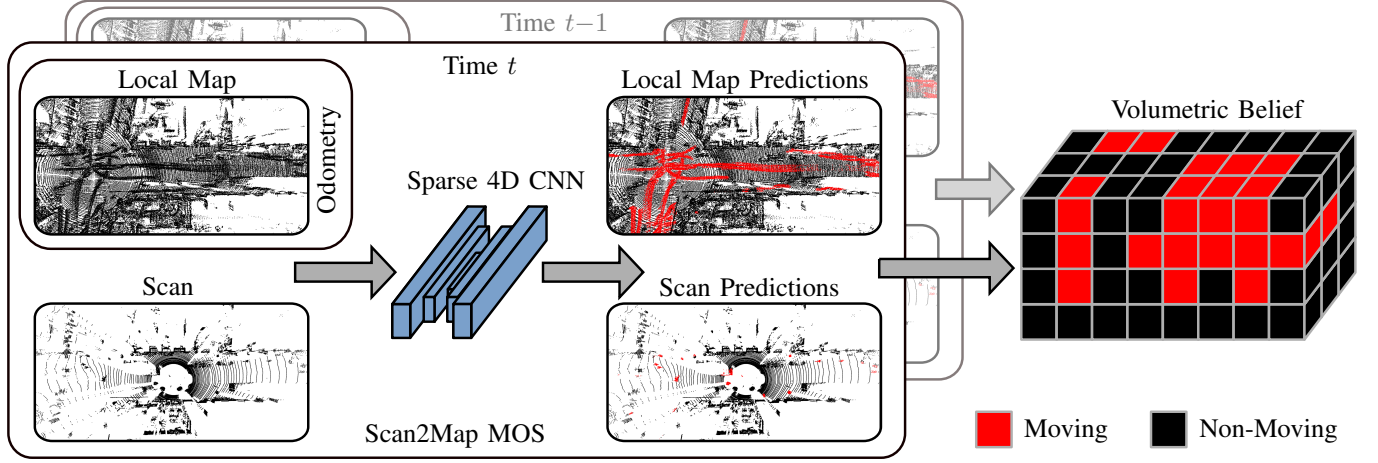 Time t−1
Time t
Local Map
Odometry
Local Map Predictions
Volumetric Belief
Sparse 4D CNN
Scan
Scan Predictions
Scan2Map MOS
Moving
Non-Moving